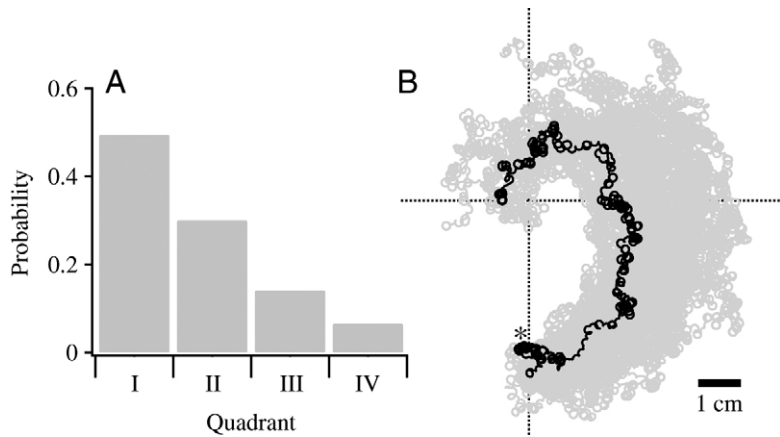 A
B
0.6
0.4
0.2
0
Probability
I II III IV
Quadrant
*
1 cm